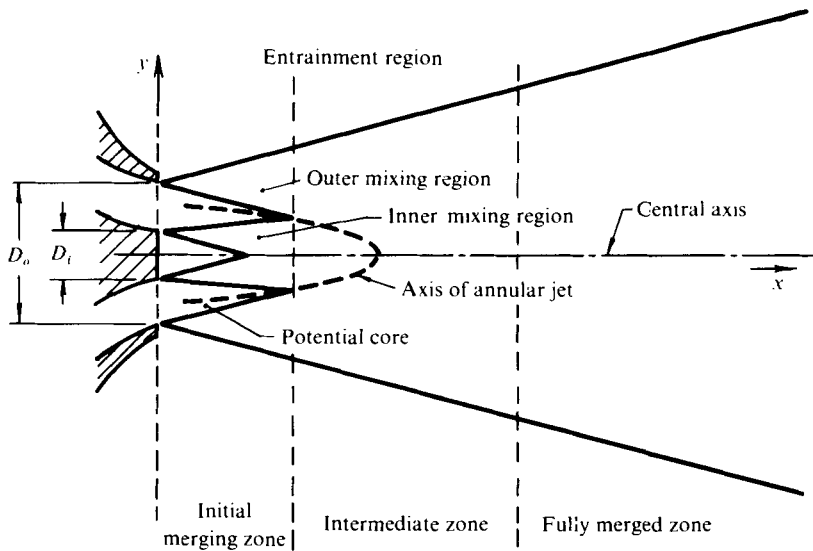 y
Entrainment region
Outer mixing region
Inner mixing region
Central axis
D_o
D_i
x
Axis of annular jet
Potential core
Initial
merging zone
Intermediate zone
Fully merged zone